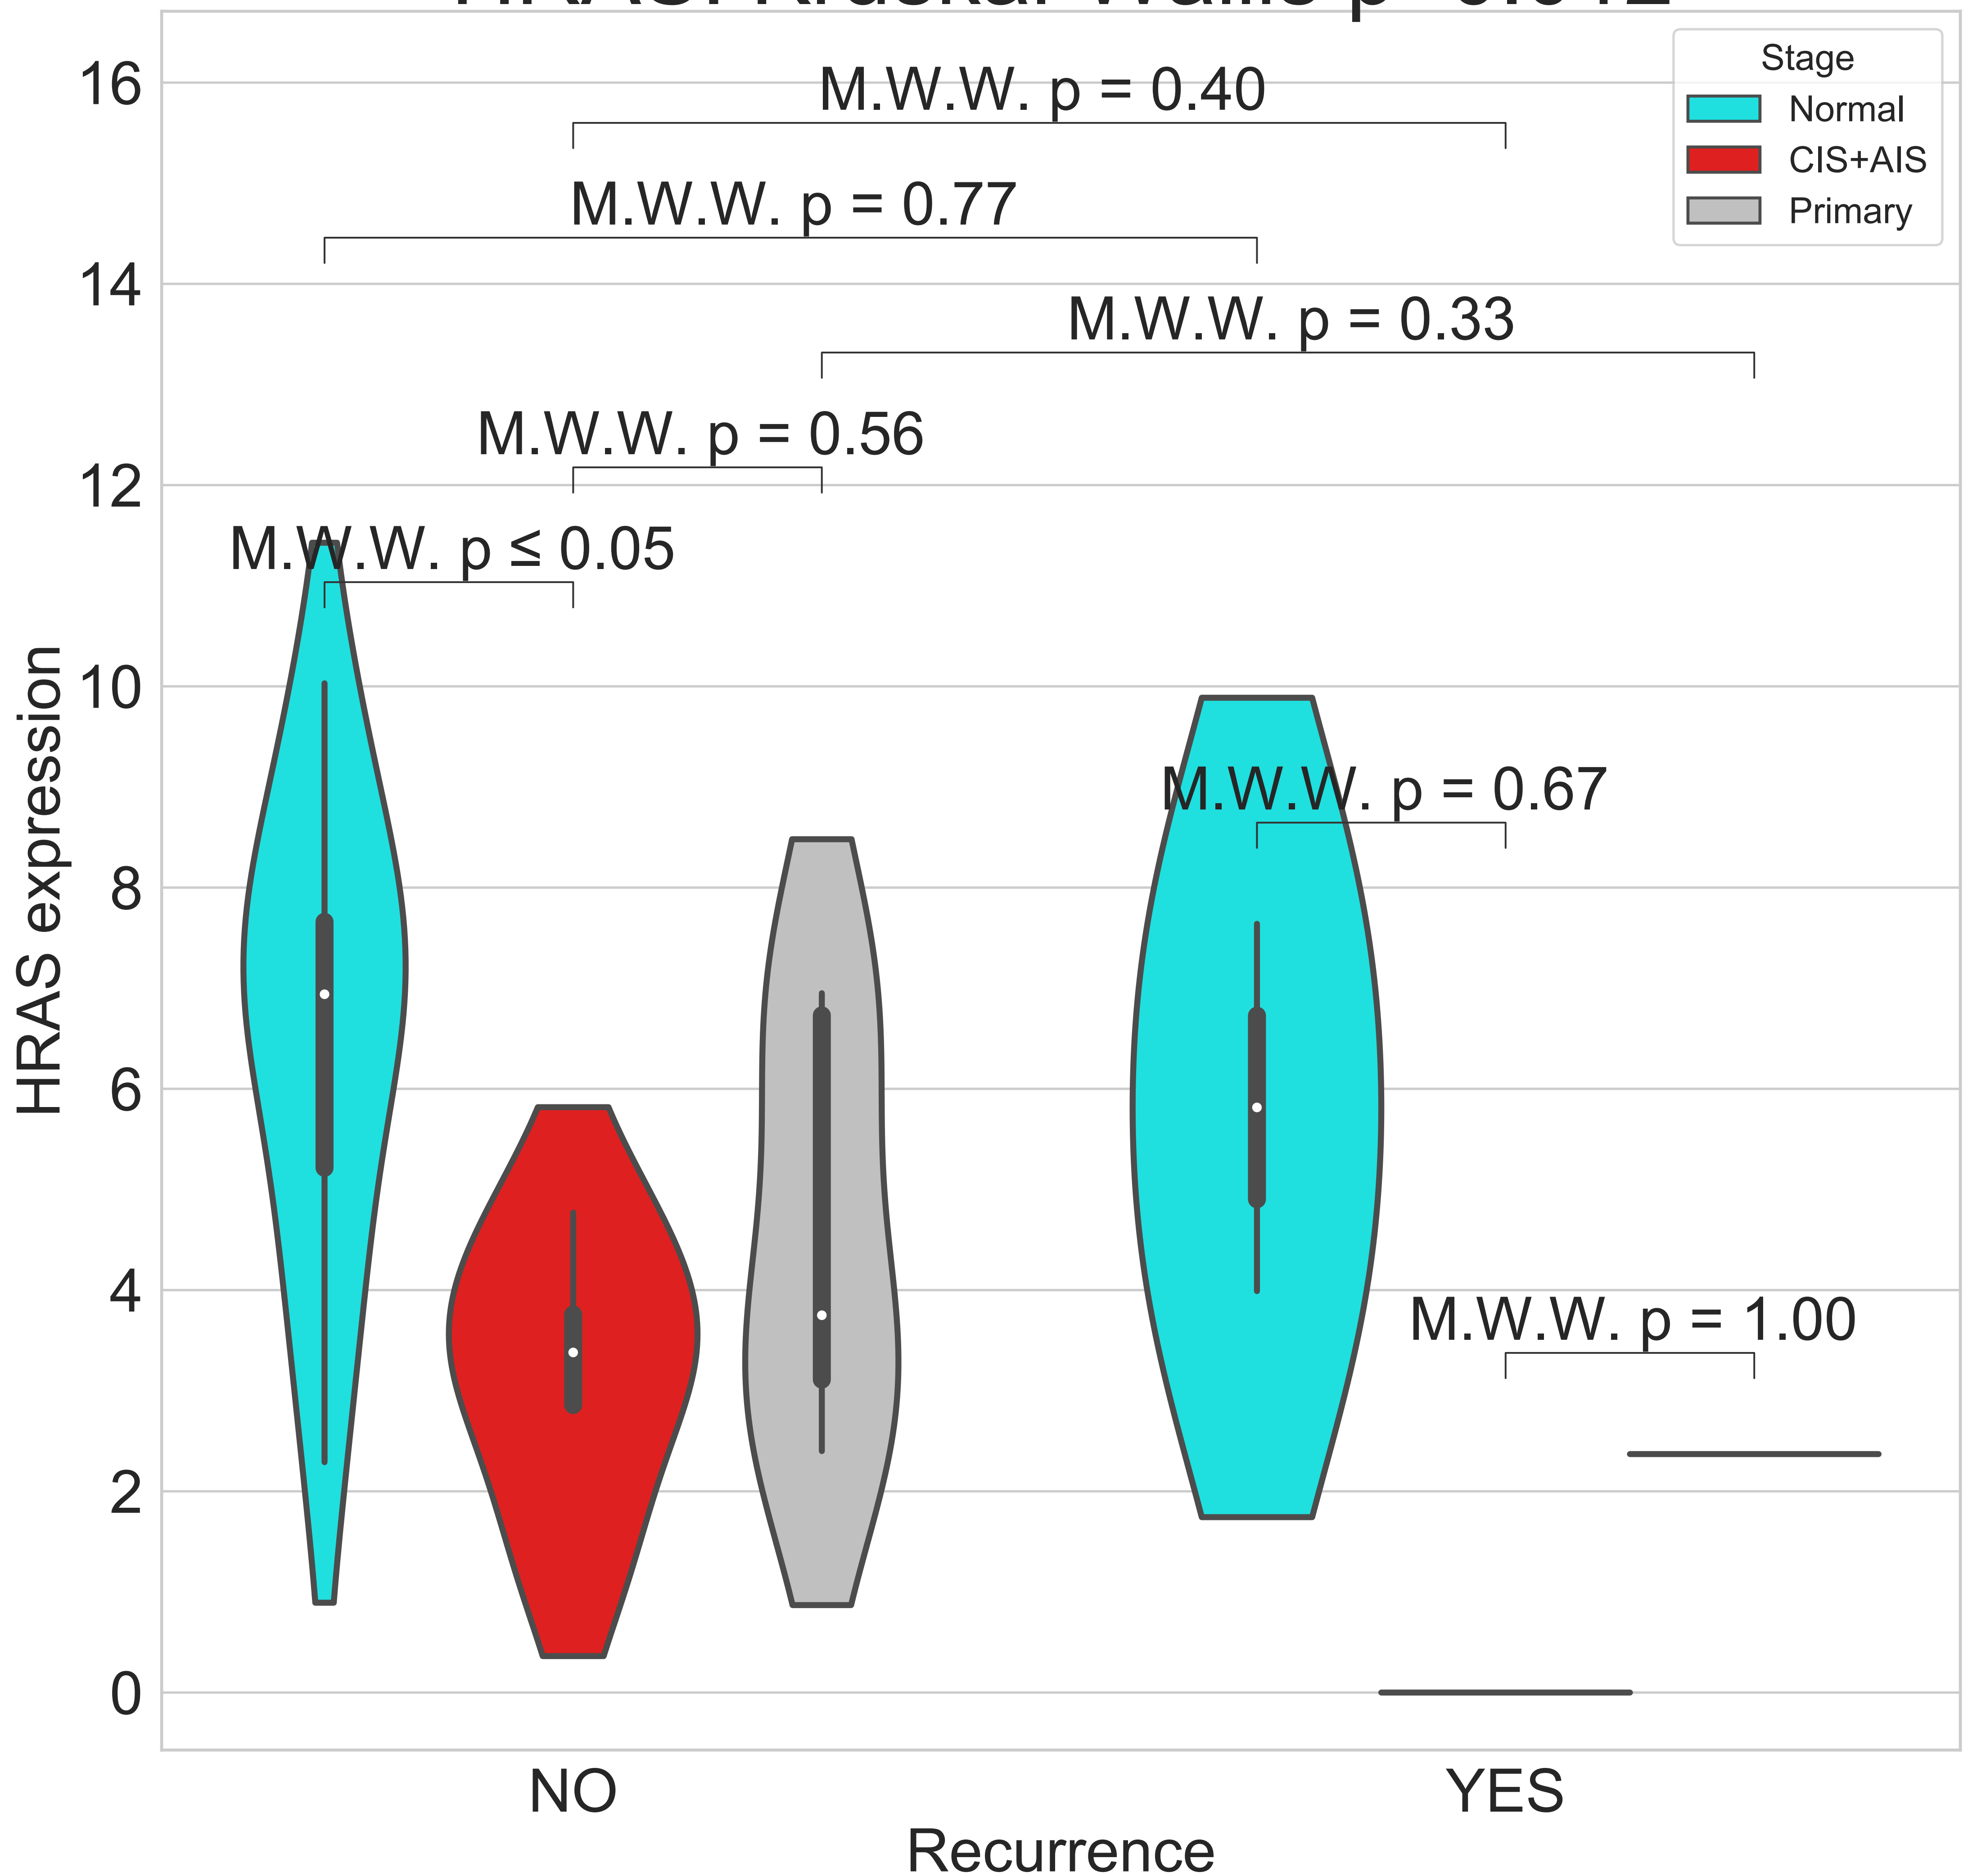 Stage
Normal
CIS+AIS
Primary
M.W.W. p = 0.40
M.W.W. p = 0.77
M.W.W. p = 0.33
M.W.W. p = 0.56
M.W.W. p ≤ 0.05
M.W.W. p = 0.67
M.W.W. p = 1.00
16
14
12
10
8
6
4
2
0
HRAS expression
NO
YES
Recurrence